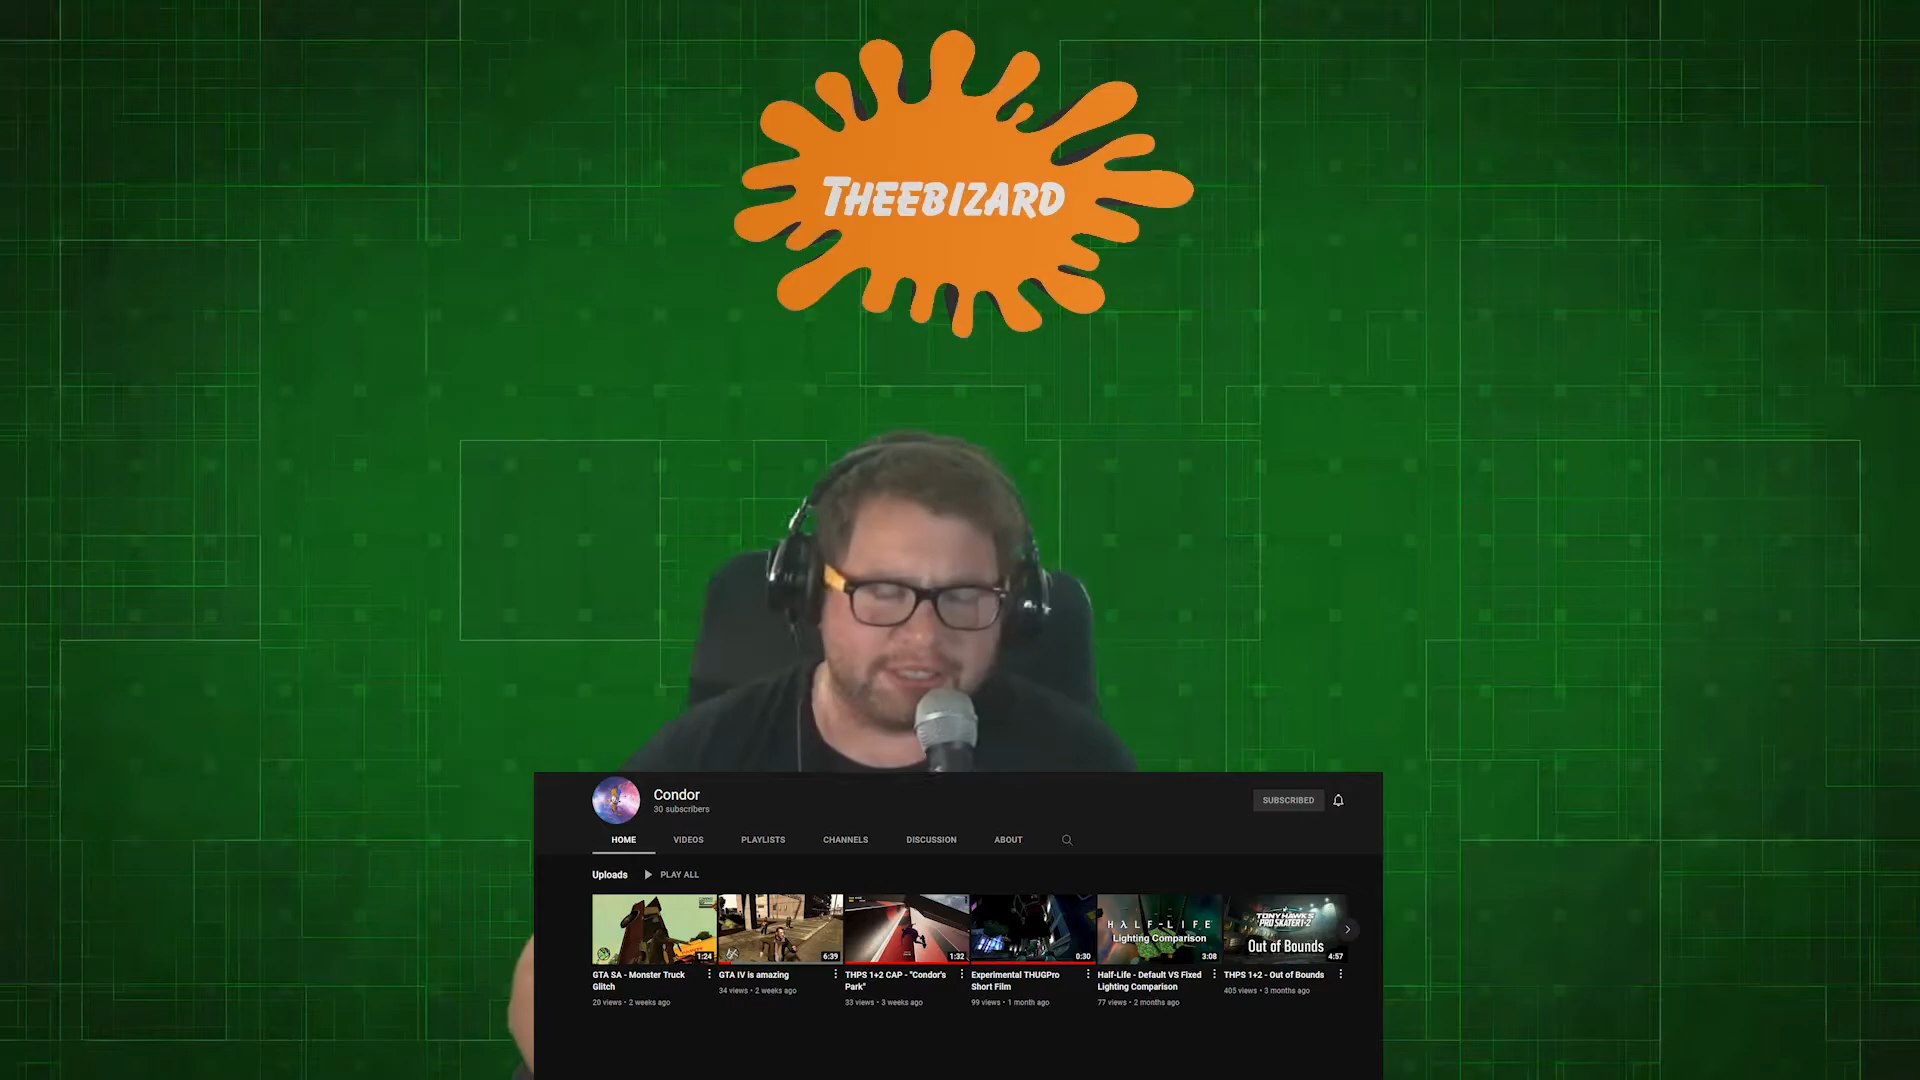 THEEBIZARD
Condor
30 subscribers
SUBSCRIBED
HOME VIDEOS PLAYLISTS CHANNELS DISCUSSION ABOUT
Uploads PLAY ALL
HALF-LIFE
Lighting Comparison
TONY HAWK'S
PRO SKATER 1+2
Out of Bounds
1:24 6:39 1:32 0:30 3:08 4:57
GTA SA - Monster Truck
Glitch
20 views • 2 weeks ago
GTA IV is amazing
34 views • 2 weeks ago
THPS 1+2 CAP - "Condor's
Park"
33 views • 3 weeks ago
Experimental THUGPro
Short Film
99 views • 1 month ago
Half-Life - Default VS Fixed
Lighting Comparison
77 views • 2 months ago
THPS 1+2 - Out of Bounds
405 views • 3 months ago